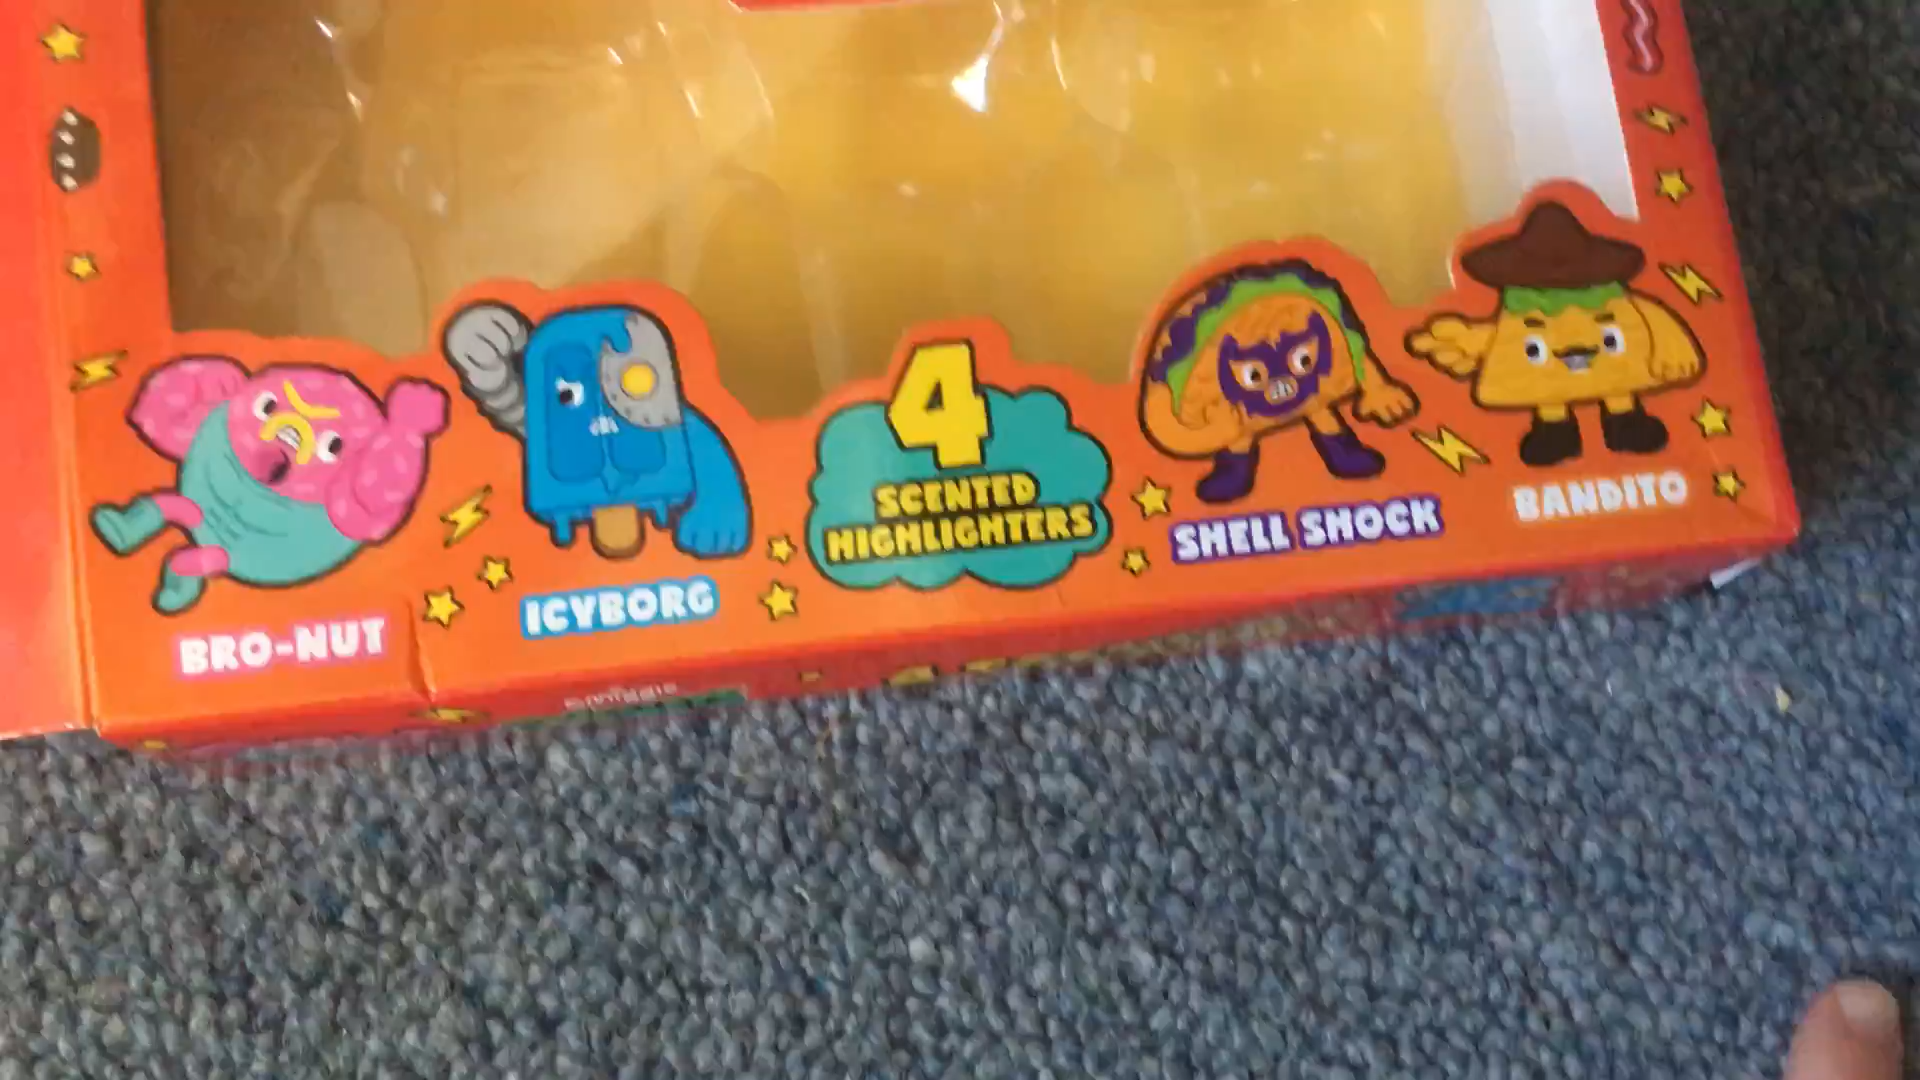 4
SCENTED
HIGHLIGHTERS
BRO-NUT
ICYBORG
SHELL SHOCK
BANDITO